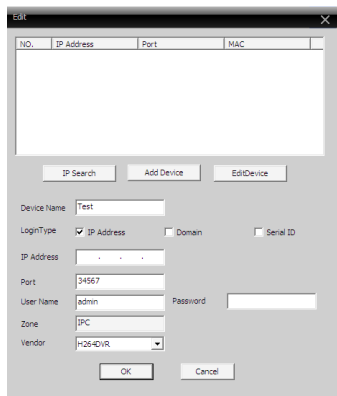 Edit
NO. IP Address Port MAC
IP Search Add Device EditDevice
Device Name Test
LoginType IP Address Domain Serial ID
IP Address . . .
Port 34567
User Name admin Password
Zone IPC
Vendor H264DVR
OK Cancel